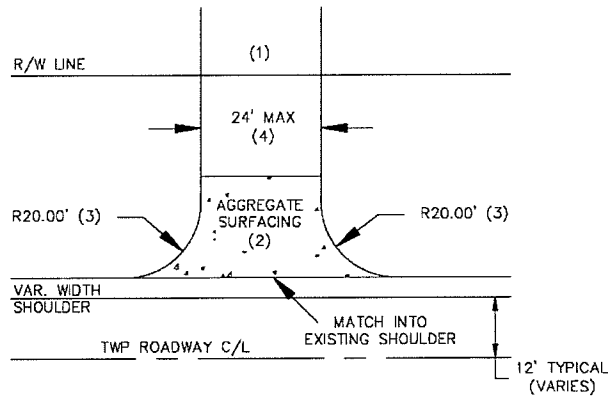 (1)
R/W LINE
24' MAX
(4)
AGGREGATE
SURFACING
(2)
R20.00' (3)
R20.00' (3)
VAR. WIDTH
SHOULDER
MATCH INTO
EXISTING SHOULDER
TWP ROADWAY C/L
12' TYPICAL
(VARIES)